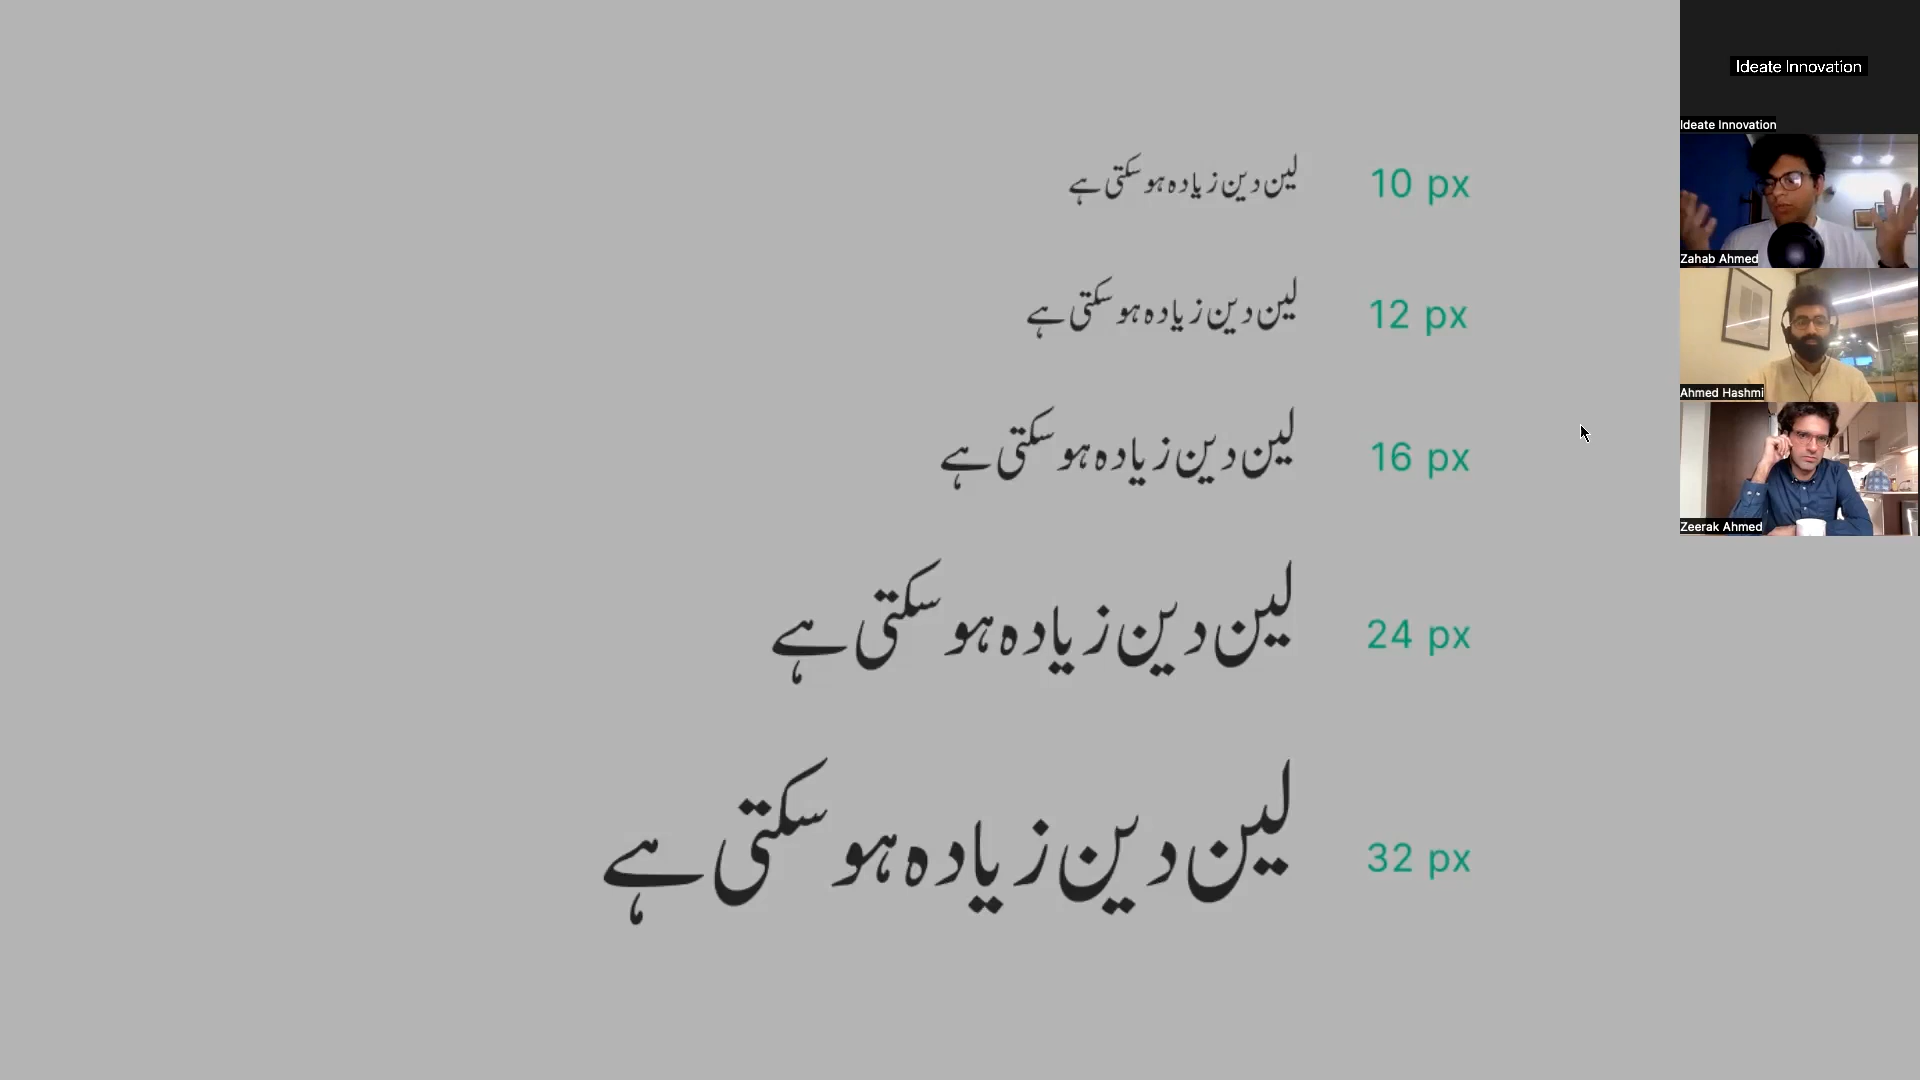 لین دین زیادہ ہو سکتی ہے 10 px
لین دین زیادہ ہو سکتی ہے 12 px
لین دین زیادہ ہو سکتی ہے 16 px
لین دین زیادہ ہو سکتی ہے 24 px
لین دین زیادہ ہو سکتی ہے 32 px
Ideate Innovation
Ideate Innovation
Zahab Ahmed
Ahmed Hashmi
Zeerak Ahmed